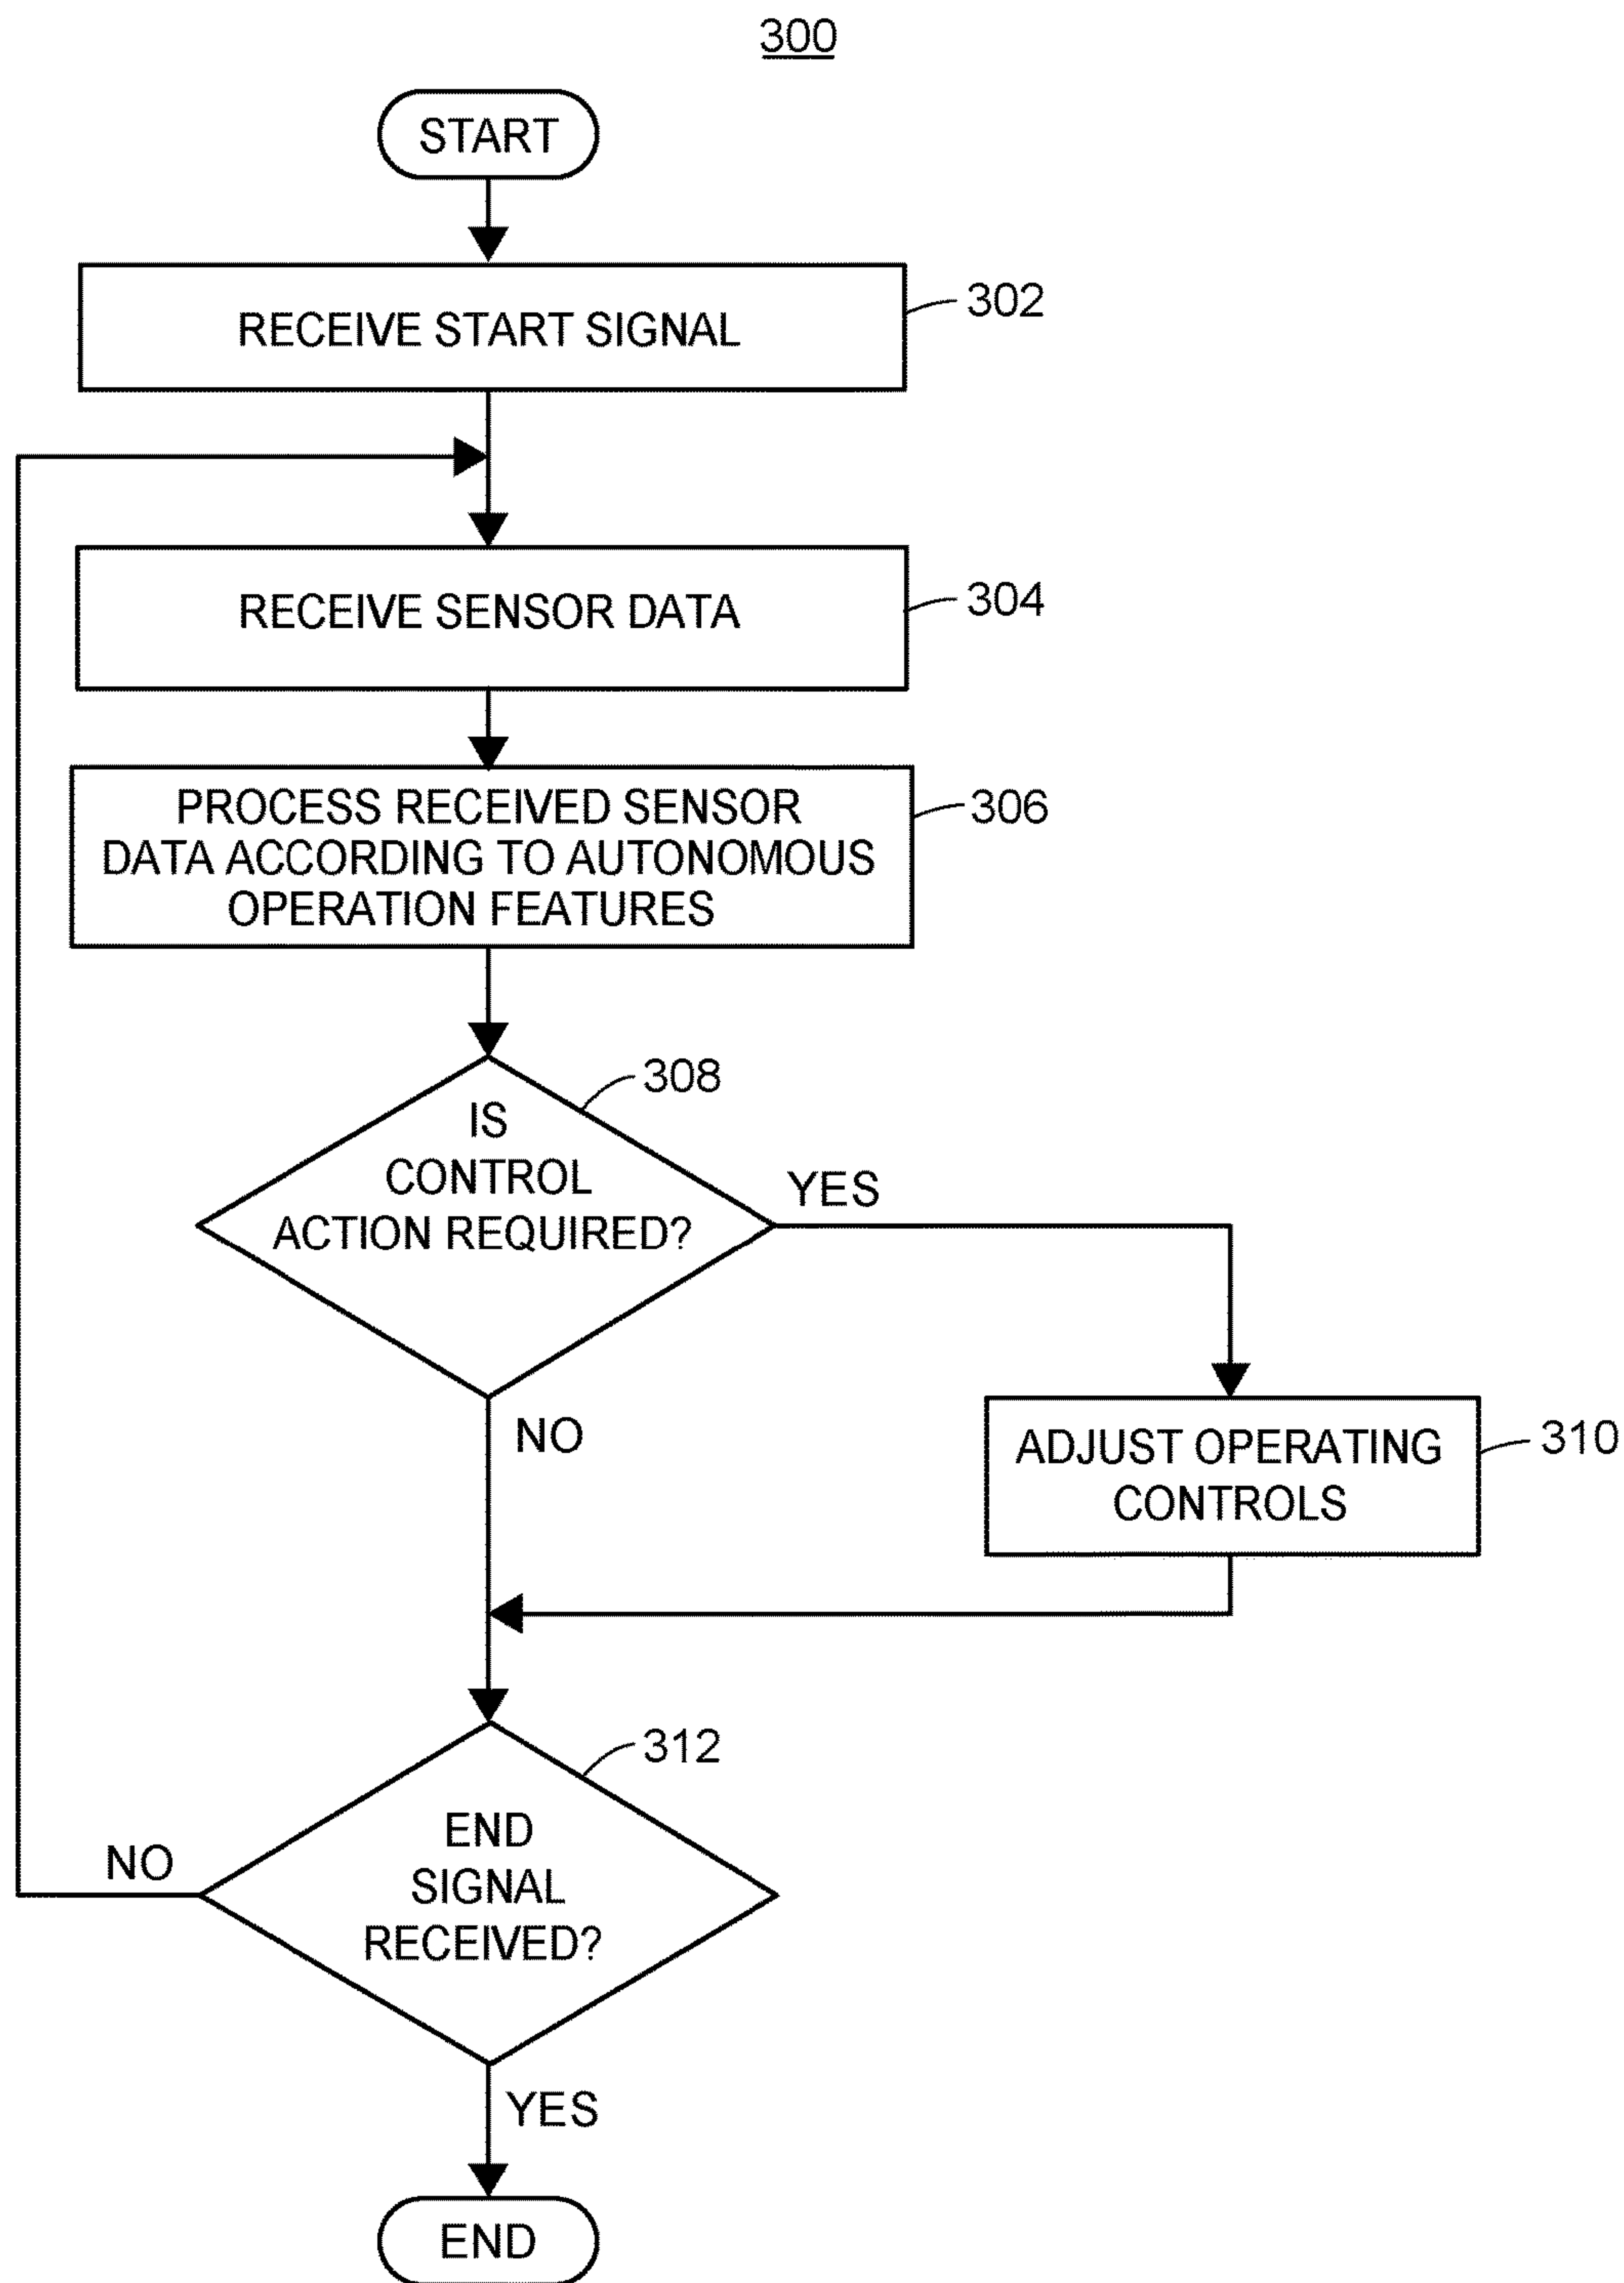 300
START
RECEIVE START SIGNAL
302
RECEIVE SENSOR DATA
304
PROCESS RECEIVED SENSOR
DATA ACCORDING TO AUTONOMOUS
OPERATION FEATURES
306
308
IS
CONTROL
ACTION REQUIRED?
YES
NO
ADJUST OPERATING
CONTROLS
310
312
END
SIGNAL
RECEIVED?
NO
YES
END